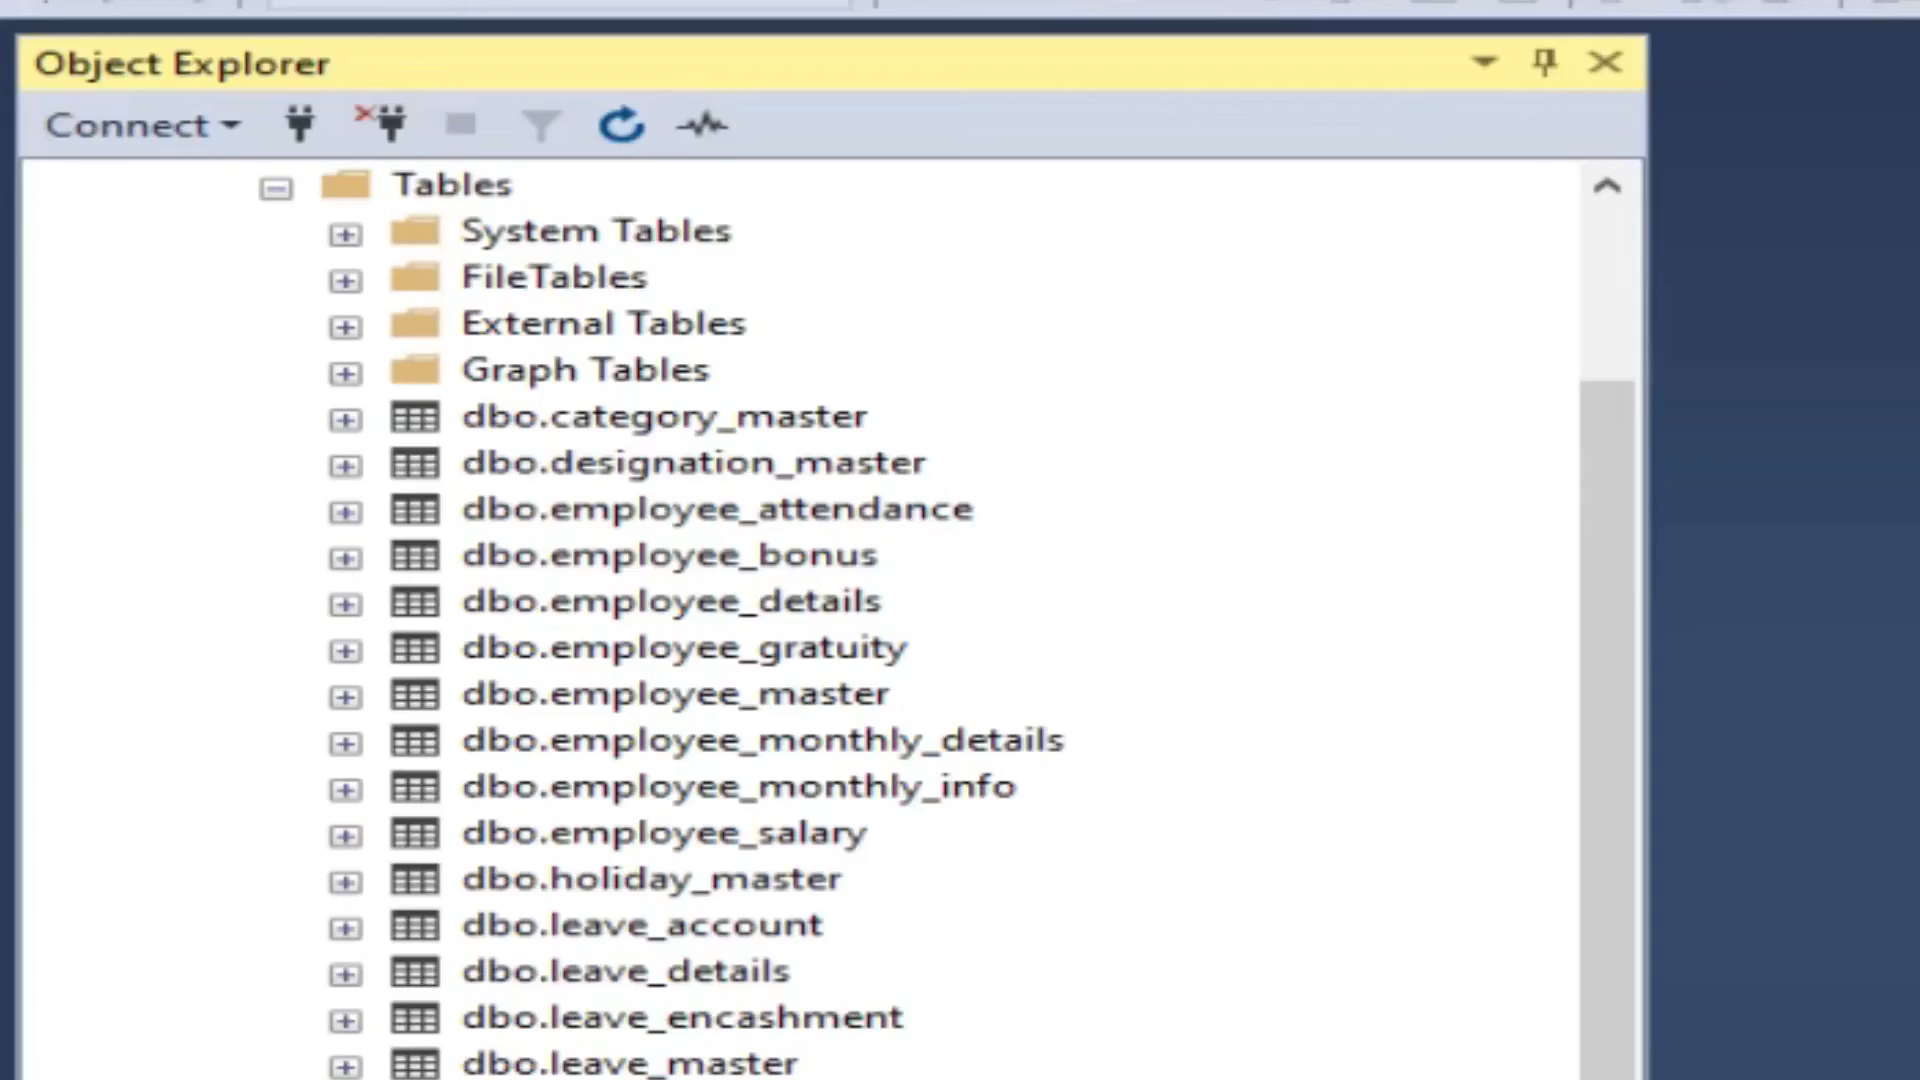 Object Explorer
Connect
Tables
System Tables
FileTables
External Tables
Graph Tables
dbo.category_master
dbo.designation_master
dbo.employee_attendance
dbo.employee_bonus
dbo.employee_details
dbo.employee_gratuity
dbo.employee_master
dbo.employee_monthly_details
dbo.employee_monthly_info
dbo.employee_salary
dbo.holiday_master
dbo.leave_account
dbo.leave_details
dbo.leave_encashment
dbo.leave_master